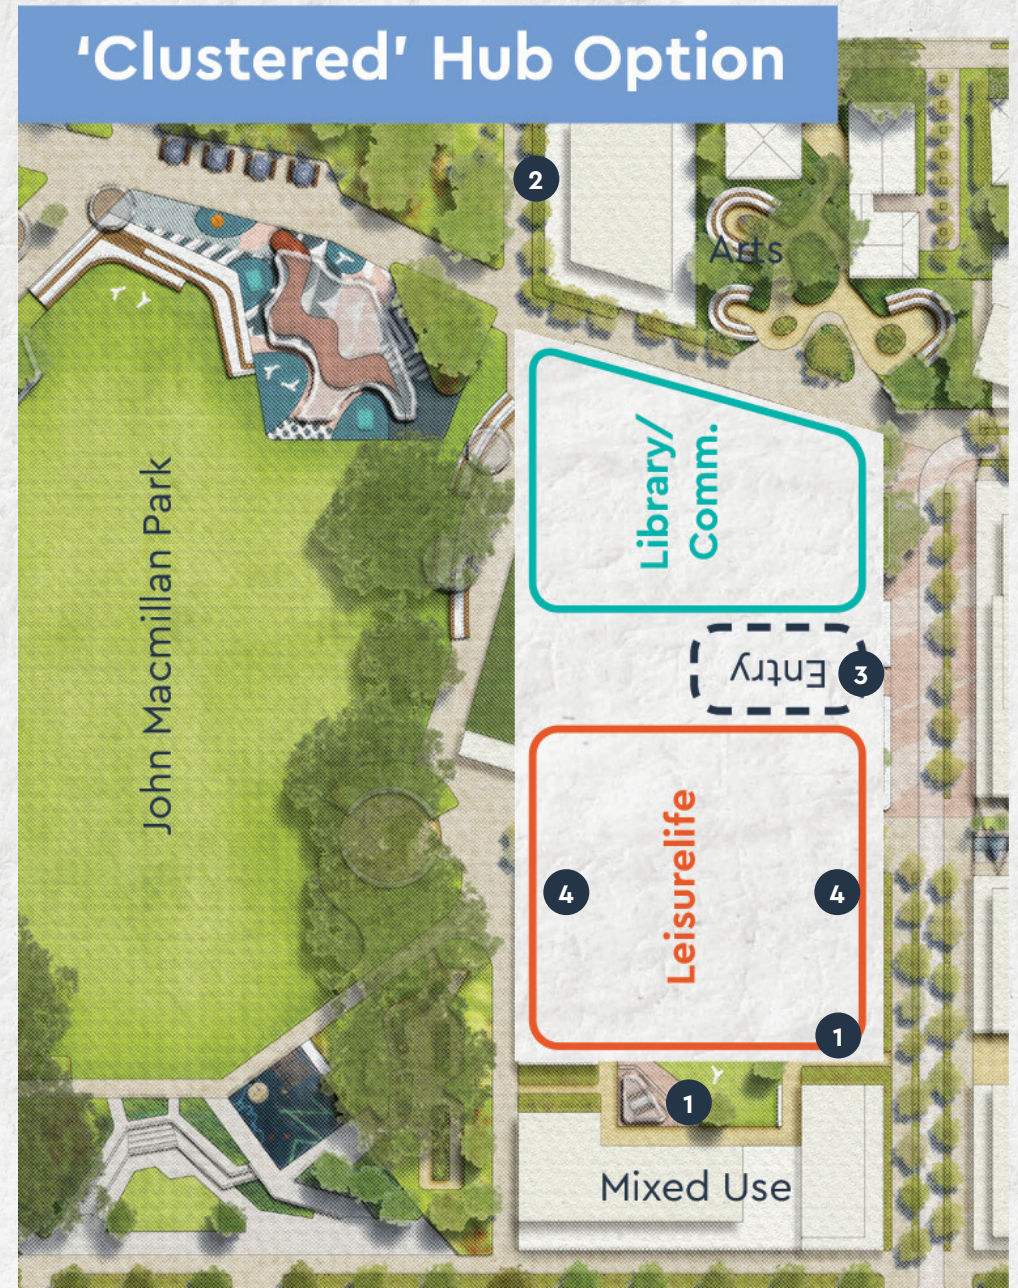 ‘Clustered’ Hub Option
2
Arts
Library/
Comm.
John Macmillan Park
Entry
3
Leisurelife
4
4
1
1
Mixed Use